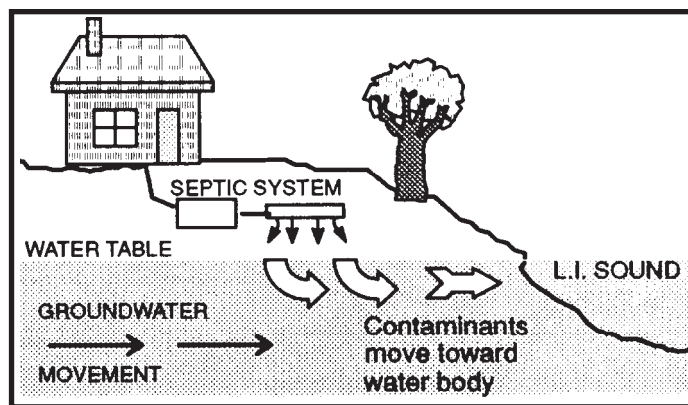 SEPTIC SYSTEM
WATER TABLE
L.I. SOUND
GROUNDWATER
MOVEMENT
Contaminants
move toward
water body